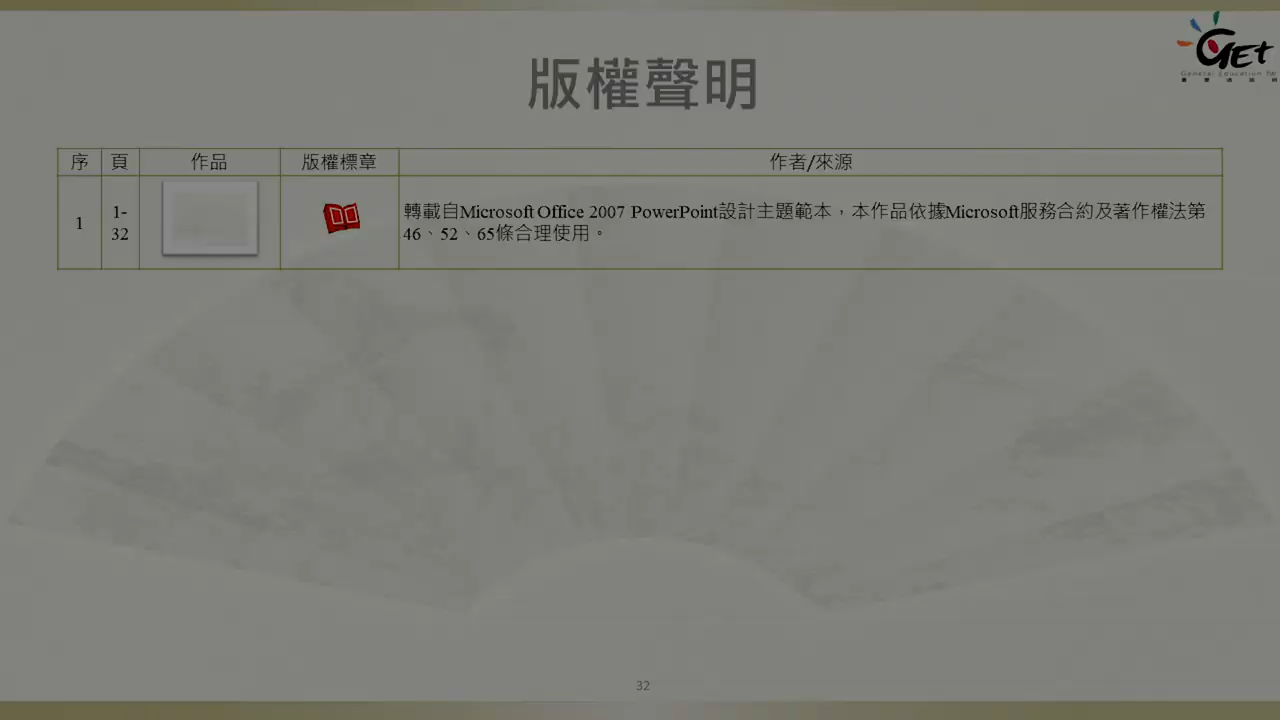 GET
General Education TW
版權聲明
序 頁 作品 版權標章 作者/來源
1 1-32 轉載自Microsoft Office 2007 PowerPoint設計主題範本，本作品依據Microsoft服務合約及著作權法第
46、52、65條合理使用。
32